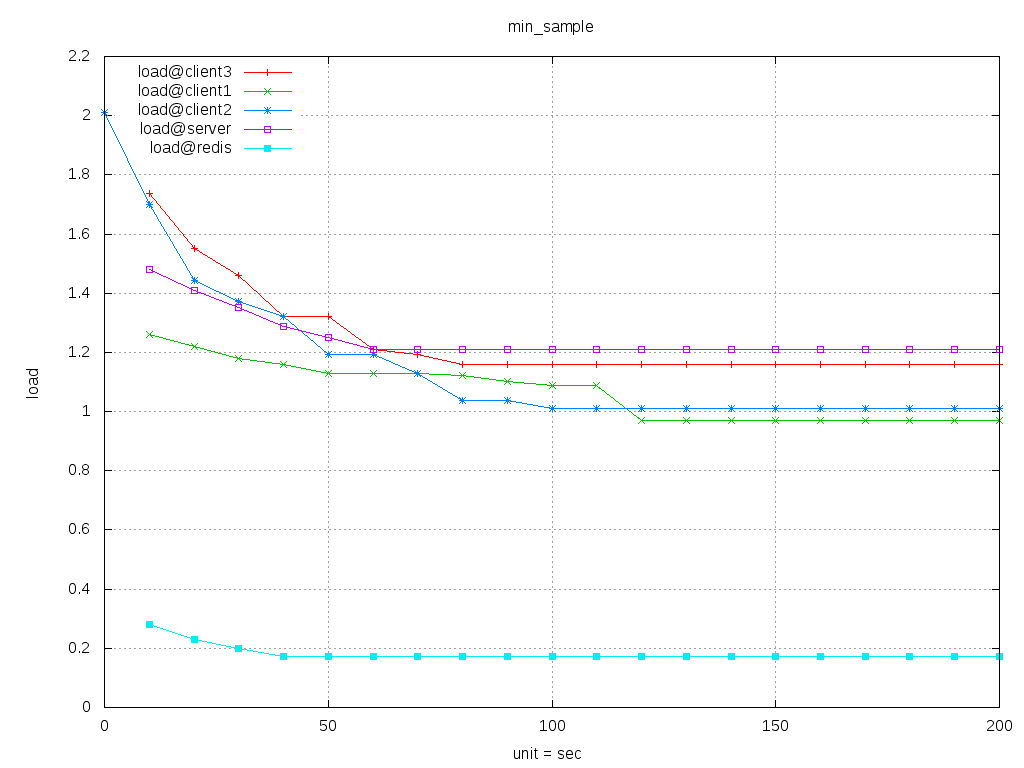 min_sample
2.2
2
1.8
1.6
1.4
1.2
1
0.8
0.6
0.4
0.2
0
load
load@client3
load@client1
load@client2
load@server
load@redis
0
50
100
150
200
unit = sec